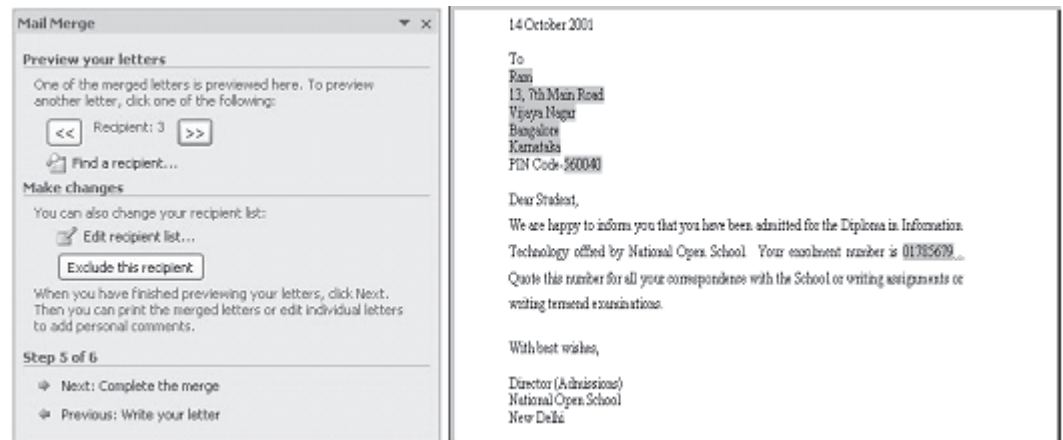 Mail Merge
Preview your letters
One of the merged letters is previewed here. To preview
another letter, click one of the following:
<< Recipient: 3 >>
Find a recipient...
Make changes
You can also change your recipient list:
Edit recipient list...
Exclude this recipient
When you have finished previewing your letters, click Next.
Then you can print the merged letters or edit individual letters
to add personal comments.
Step 5 of 6
Next: Complete the merge
Previous: Write your letter
14 October 2001
To
Ram
13, 7th Main Road
Vijaya Nagar
Bangalore
Karnataka
PIN Code-560040
Dear Student,
We are happy to inform you that you have been admitted for the Diploma in Information
Technology offred by National Open School. Your enrolment number is 01785679.
Quote this number for all your correspondence with the School or writing assignments or
writing termend examinations.
With best wishes,
Director (Admissions)
National Open School
New Delhi